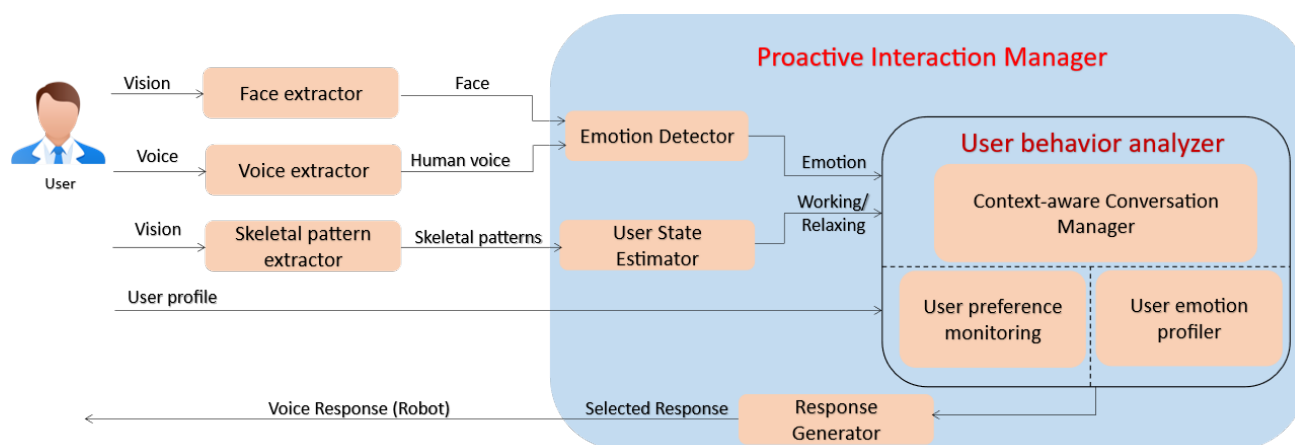 Proactive Interaction Manager
Vision
Face extractor
Face
Emotion Detector
User behavior analyzer
Voice
Voice extractor
Human voice
Emotion
User
Context-aware Conversation
Manager
Working/
Relaxing
Vision
Skeletal pattern
extractor
Skeletal patterns
User State
Estimator
User profile
User preference
monitoring
User emotion
profiler
Voice Response (Robot)
Selected Response
Response
Generator